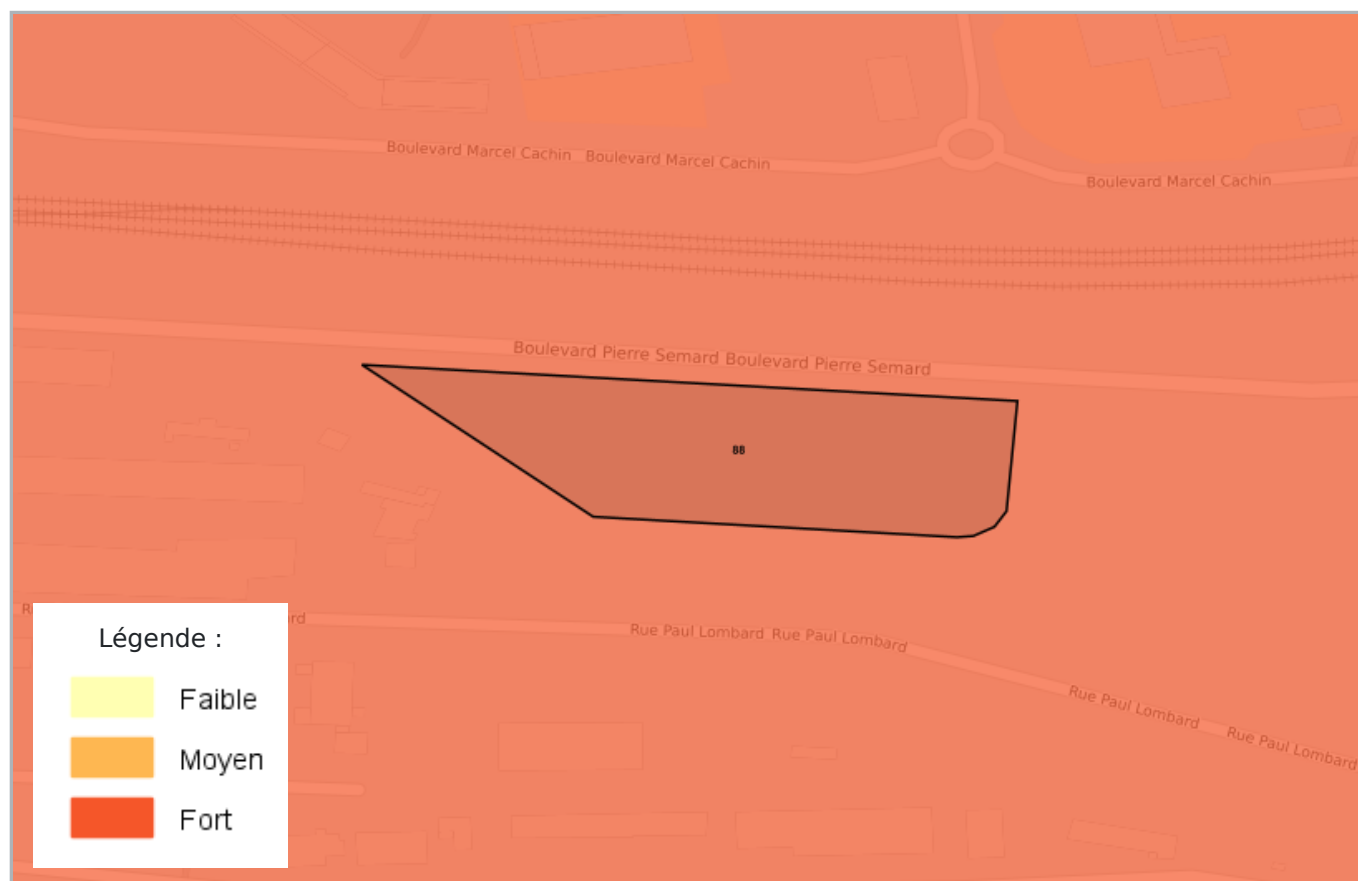 Boulevard Marcel Cachin Boulevard Marcel Cachin
Boulevard Marcel Cachin
Boulevard Pierre Semard Boulevard Pierre Semard
88
Rue Paul Lombard Rue Paul Lombard
Rue Paul Lombard
Rue Paul Lombard
Légende :
Faible
Moyen
Fort